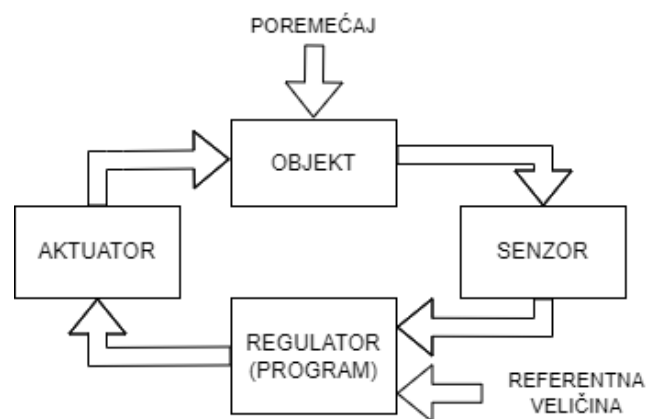 POREMEĆAJ
OBJEKT
AKTUATOR
SENZOR
REGULATOR
(PROGRAM)
REFERENTNA
VELIČINA